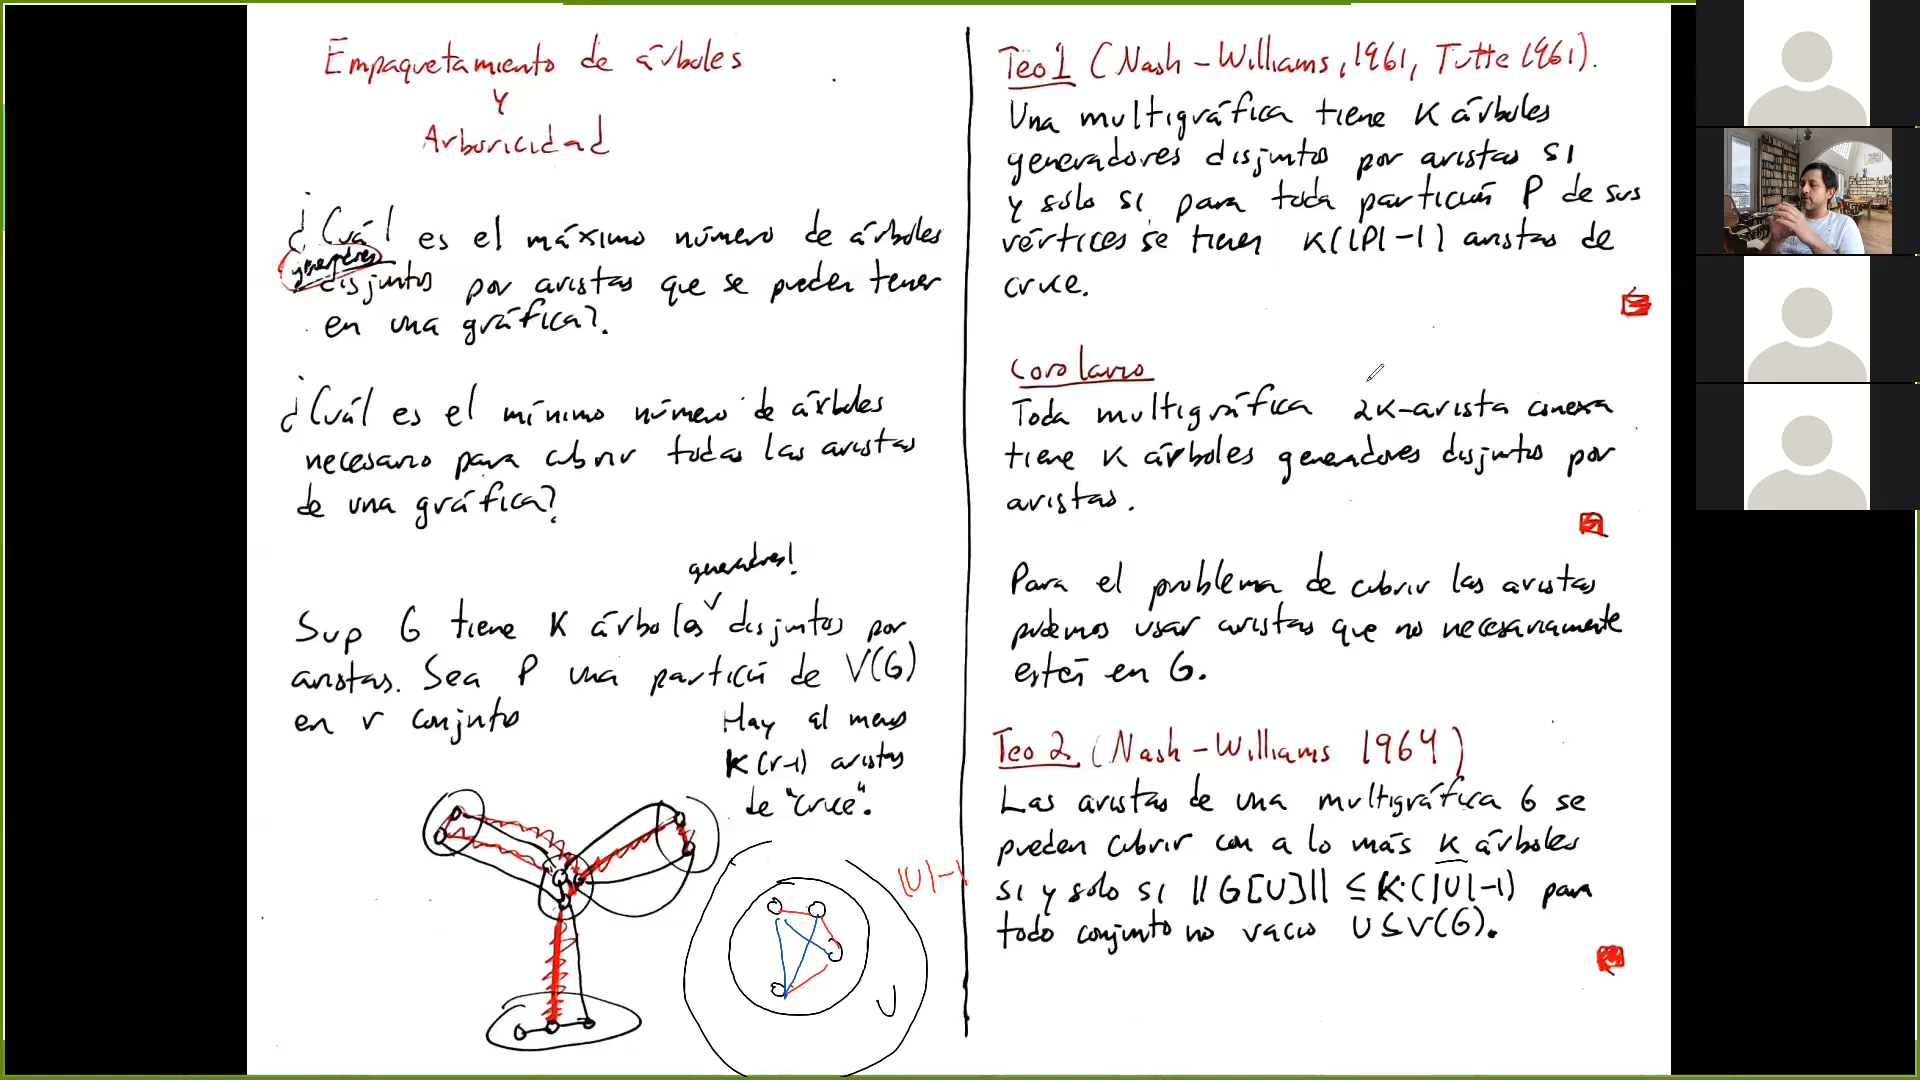 Empaquetamiento de árboles
y
Arboricidad
¿Cuál es el máximo número de árboles
generadores
disjuntos por aristas que se pueden tener
en una gráfica?.
¿Cuál es el mínimo número de árboles
necesario para cubrir todas las aristas
de una gráfica?
generadores!
Sup G tiene K árboles disjuntos por
aristas. Sea P una partición de V(G)
en r conjuntos
Hay al menos
K(r-1) aristas
de "cruce".
|U|-1
U
Teo 1 (Nash-Williams, 1961, Tutte 1961).
Una multigráfica tiene K árboles
generadores disjuntos por aristas si
y sólo si para toda partición P de sus
vértices se tienen K(|P|-1) aristas de
cruce.
Corolario
Toda multigráfica 2K-arista conexa
tiene K árboles generadores disjuntos por
aristas.
Para el problema de cubrir las aristas
podemos usar aristas que no necesariamente
estén en G.
Teo 2 (Nash-Williams 1964)
Las aristas de una multigráfica G se
pueden cubrir con a lo más K árboles
si y solo si ||G[U]|| ≤ K·(|U|-1) para
todo conjunto no vacío U⊆V(G).